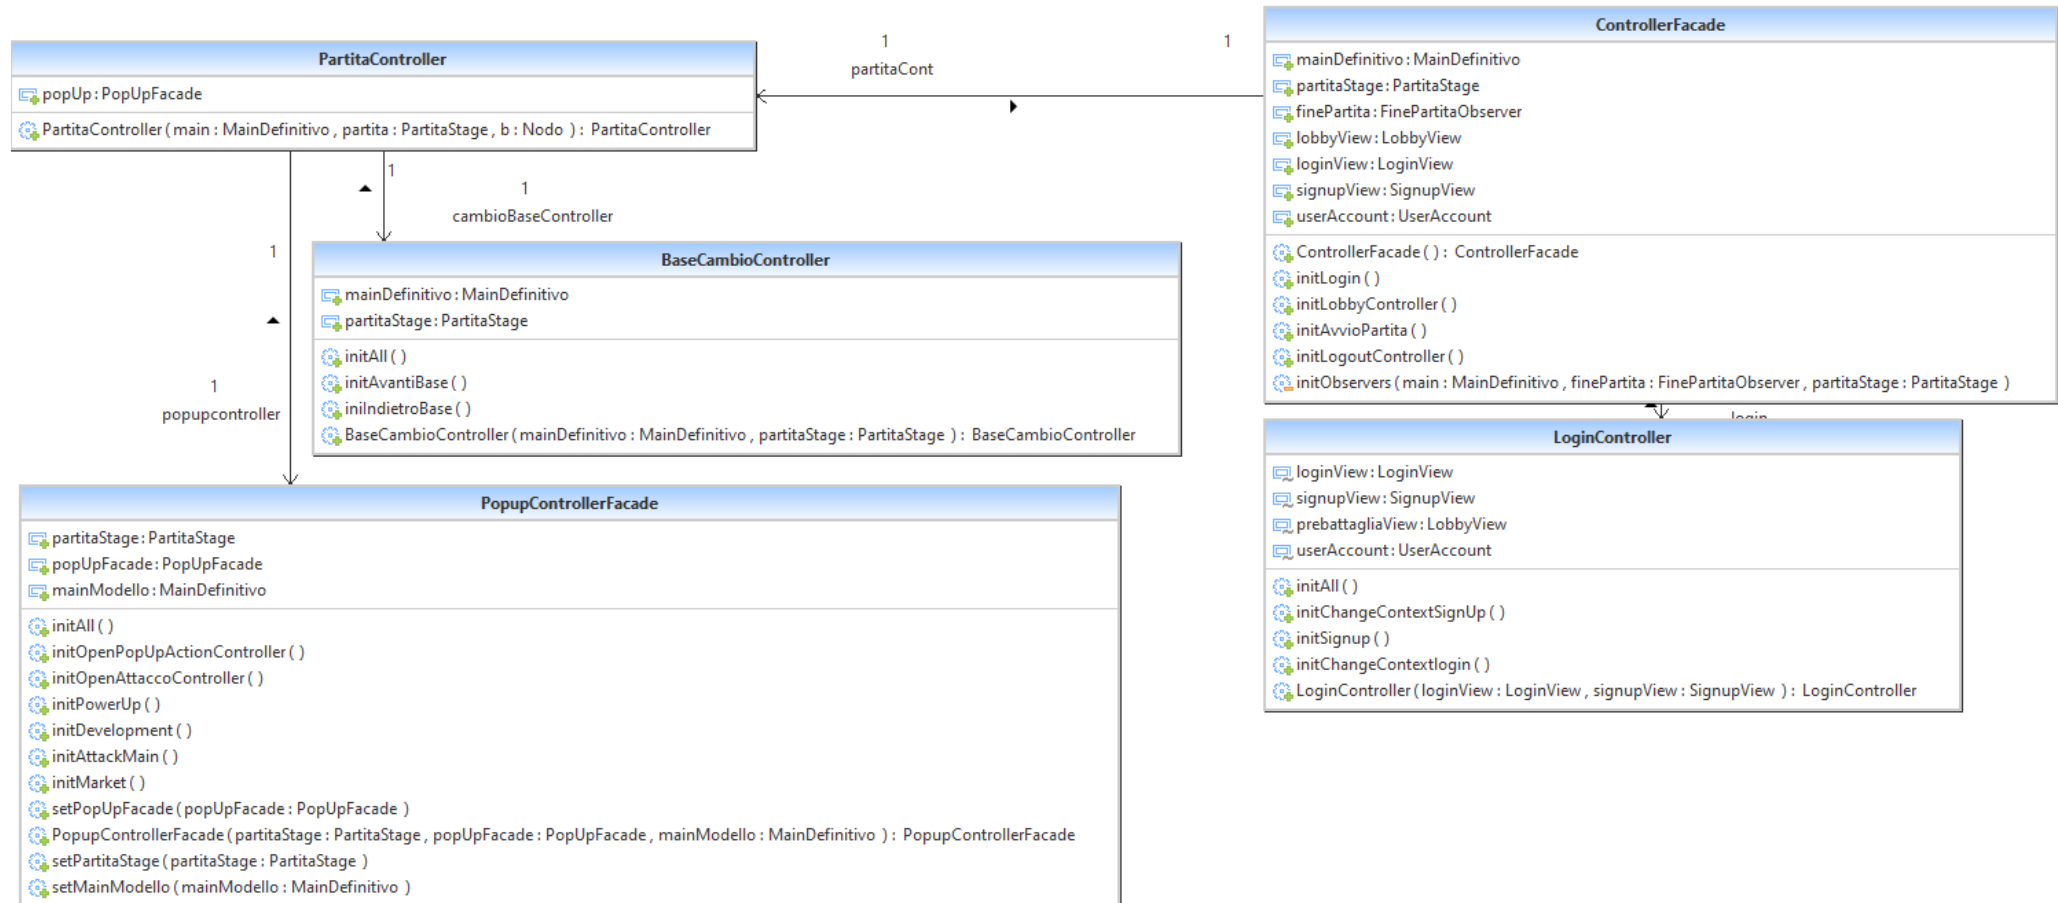 PartitaController
popUp : PopUpFacade
PartitaController ( main : MainDefinitivo , partita : PartitaStage , b : Nodo ) : PartitaController
1
1
partitaCont
ControllerFacade
mainDefinitivo : MainDefinitivo
partitaStage : PartitaStage
finePartita : FinePartitaObserver
lobbyView : LobbyView
loginView : LoginView
signupView : SignupView
userAccount : UserAccount
ControllerFacade ( ) : ControllerFacade
initLogin ( )
initLobbyController ( )
initAvvioPartita ( )
initLogoutController ( )
initObservers ( main : MainDefinitivo , finePartita : FinePartitaObserver , partitaStage : PartitaStage )
1
1
cambioBaseController
1
1
popupcontroller
BaseCambioController
mainDefinitivo : MainDefinitivo
partitaStage : PartitaStage
initAll ( )
initAvantiBase ( )
iniIndietroBase ( )
BaseCambioController ( mainDefinitivo : MainDefinitivo , partitaStage : PartitaStage ) : BaseCambioController
login
LoginController
loginView : LoginView
signupView : SignupView
prebattagliaView : LobbyView
userAccount : UserAccount
initAll ( )
initChangeContextSignUp ( )
initSignup ( )
initChangeContextlogin ( )
LoginController ( loginView : LoginView , signupView : SignupView ) : LoginController
PopupControllerFacade
partitaStage : PartitaStage
popUpFacade : PopUpFacade
mainModello : MainDefinitivo
initAll ( )
initOpenPopUpActionController ( )
initOpenAttaccoController ( )
initPowerUp ( )
initDevelopment ( )
initAttackMain ( )
initMarket ( )
setPopUpFacade ( popUpFacade : PopUpFacade )
PopupControllerFacade ( partitaStage : PartitaStage , popUpFacade : PopUpFacade , mainModello : MainDefinitivo ) : PopupControllerFacade
setPartitaStage ( partitaStage : PartitaStage )
setMainModello ( mainModello : MainDefinitivo )